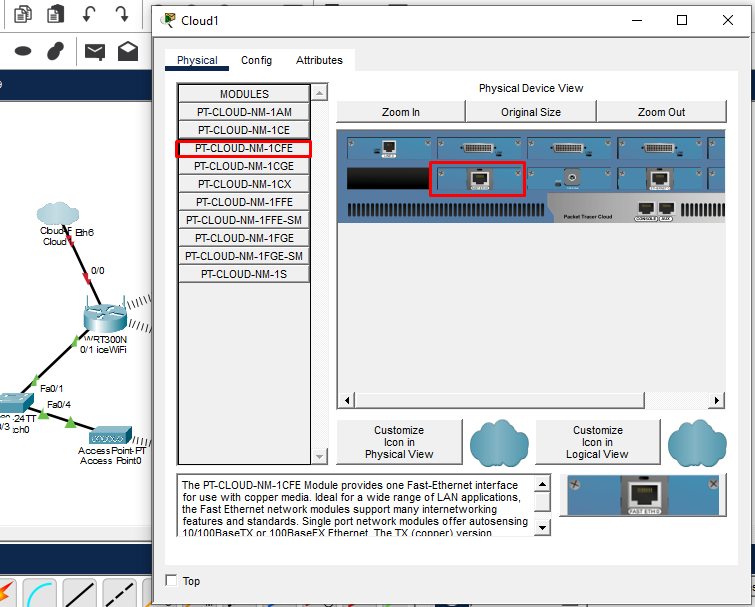 Cloud1
Physical
Config
Attributes
MODULES
PT-CLOUD-NM-1AM
PT-CLOUD-NM-1CE
PT-CLOUD-NM-1CFE
PT-CLOUD-NM-1CGE
PT-CLOUD-NM-1CX
PT-CLOUD-NM-1FFE
PT-CLOUD-NM-1FFE-SM
PT-CLOUD-NM-1FGE
PT-CLOUD-NM-1FGE-SM
PT-CLOUD-NM-1S
Physical Device View
Zoom In
Original Size
Zoom Out
Packet Tracer Cloud
CONSOLE
AUX
Eth6
Cloud
0/0
WRT300N
0/1 iceWiFi
Fa0/1
Fa0/4
-24TT
0/3
ch0
AccessPoint-PT
Access Point0
Customize
Icon in
Physical View
Customize
Icon in
Logical View
The PT-CLOUD-NM-1CFE Module provides one Fast-Ethernet interface
for use with copper media. Ideal for a wide range of LAN applications,
the Fast Ethernet network modules support many internetworking
features and standards. Single port network modules offer autosensing
10/100BaseTX or 100BaseFX Ethernet. The TX (copper) version
FAST ETH0
Top